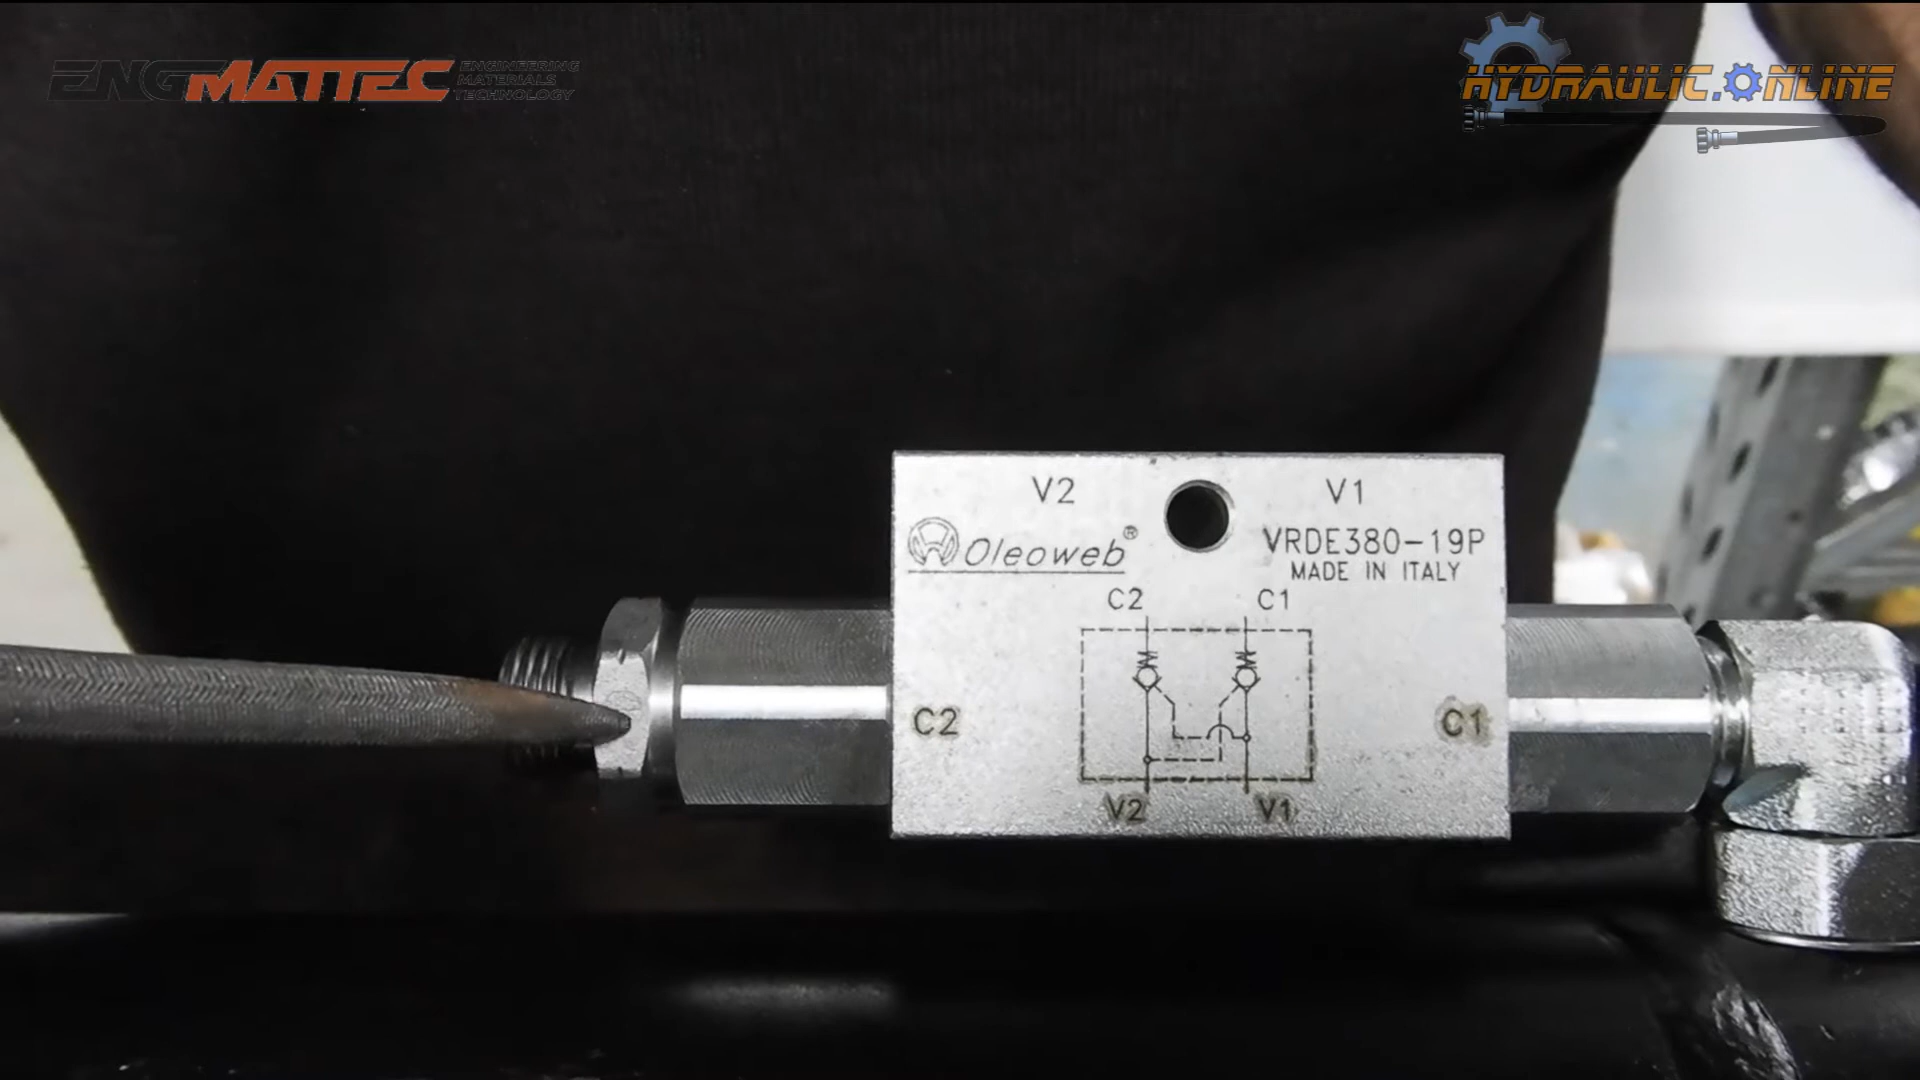 ENGMATTEC ENGINEERING
MATERIALS
TECHNOLOGY
HYDRAULIC.ONLINE
V2 V1
Oleoweb®
VRDE380-19P
MADE IN ITALY
C2 C1
C2 C1
V2 V1